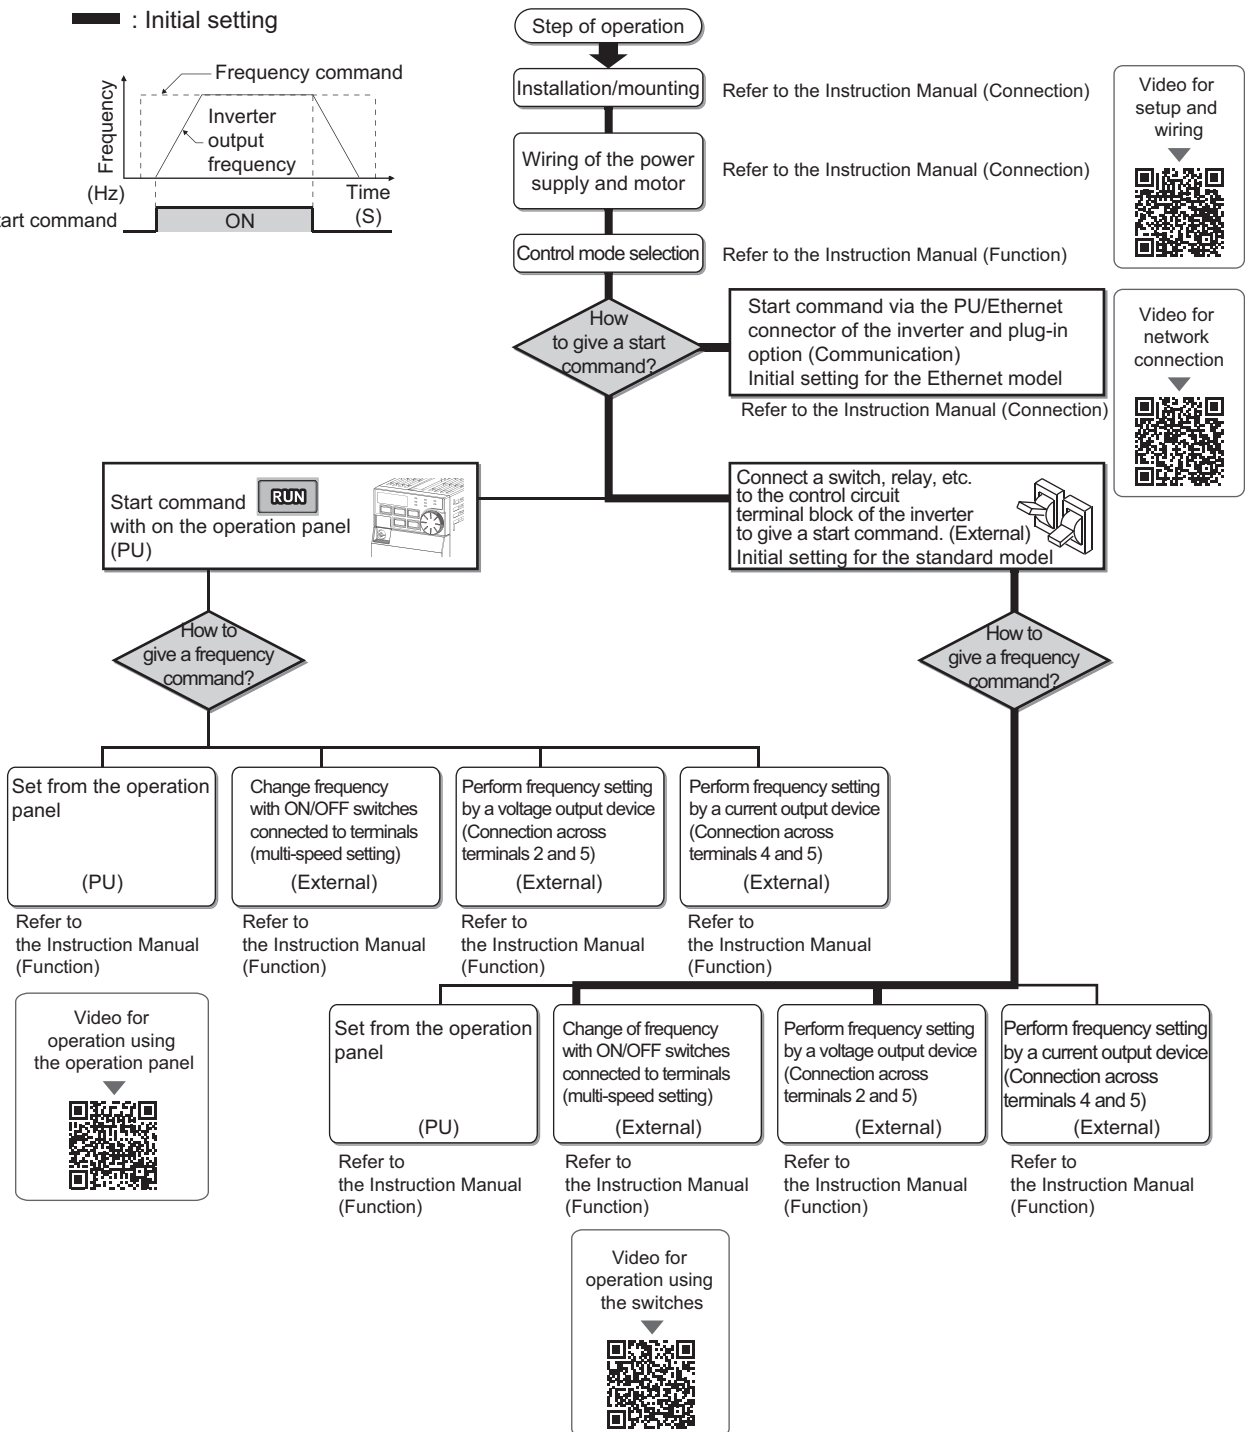 : Initial setting
Frequency command
Inverter
output
frequency
Frequency
(Hz)
Time
(S)
art command
ON
Step of operation
Installation/mounting
Refer to the Instruction Manual (Connection)
Wiring of the power
supply and motor
Refer to the Instruction Manual (Connection)
Control mode selection
Refer to the Instruction Manual (Function)
Video for
setup and
wiring
How
to give a start
command?
Start command via the PU/Ethernet
connector of the inverter and plug-in
option (Communication)
Initial setting for the Ethernet model
Refer to the Instruction Manual (Connection)
Video for
network
connection
Start command
RUN
with on the operation panel
(PU)
Connect a switch, relay, etc.
to the control circuit
terminal block of the inverter
to give a start command. (External)
Initial setting for the standard model
How to
give a frequency
command?
How to
give a frequency
command?
Set from the operation
panel
(PU)
Change frequency
with ON/OFF switches
connected to terminals
(multi-speed setting)
(External)
Perform frequency setting
by a voltage output device
(Connection across
terminals 2 and 5)
(External)
Perform frequency setting
by a current output device
(Connection across
terminals 4 and 5)
(External)
Refer to
the Instruction Manual
(Function)
Refer to
the Instruction Manual
(Function)
Refer to
the Instruction Manual
(Function)
Refer to
the Instruction Manual
(Function)
Video for
operation using
the operation panel
Set from the operation
panel
(PU)
Change of frequency
with ON/OFF switches
connected to terminals
(multi-speed setting)
(External)
Perform frequency setting
by a voltage output device
(Connection across
terminals 2 and 5)
(External)
Perform frequency setting
by a current output device
(Connection across
terminals 4 and 5)
(External)
Refer to
the Instruction Manual
(Function)
Refer to
the Instruction Manual
(Function)
Refer to
the Instruction Manual
(Function)
Refer to
the Instruction Manual
(Function)
Video for
operation using
the switches